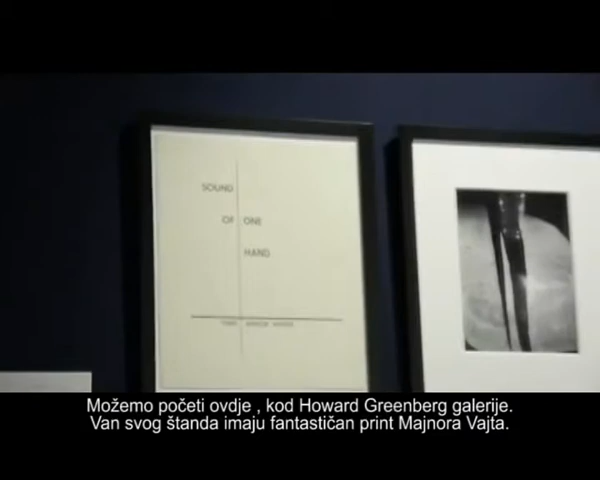 SOUND
OF ONE
HAND
Možemo početi ovdje , kod Howard Greenberg galerije.
Van svog štanda imaju fantastičan print Majnora Vajta.